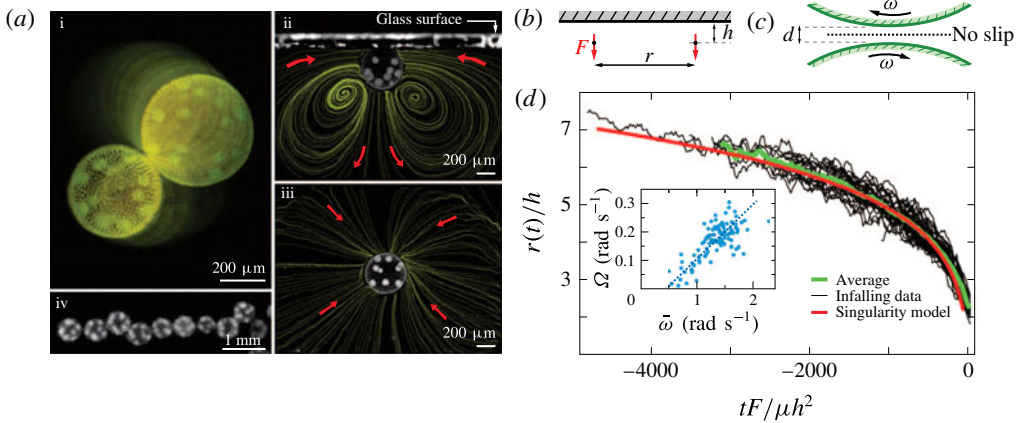 (a)
i
200 μm
ii
Glass surface
200 μm
iii
200 μm
iv
1 mm
(b)
F
h
r
(c)
ω
d
No slip
ω
(d)
7
5
3
r(t)/h
−4000
−2000
0
tF/μh²
0.3
0.2
0.1
0
1
2
Ω (rad s⁻¹)
ω̄ (rad s⁻¹)
Average
Infalling data
Singularity model